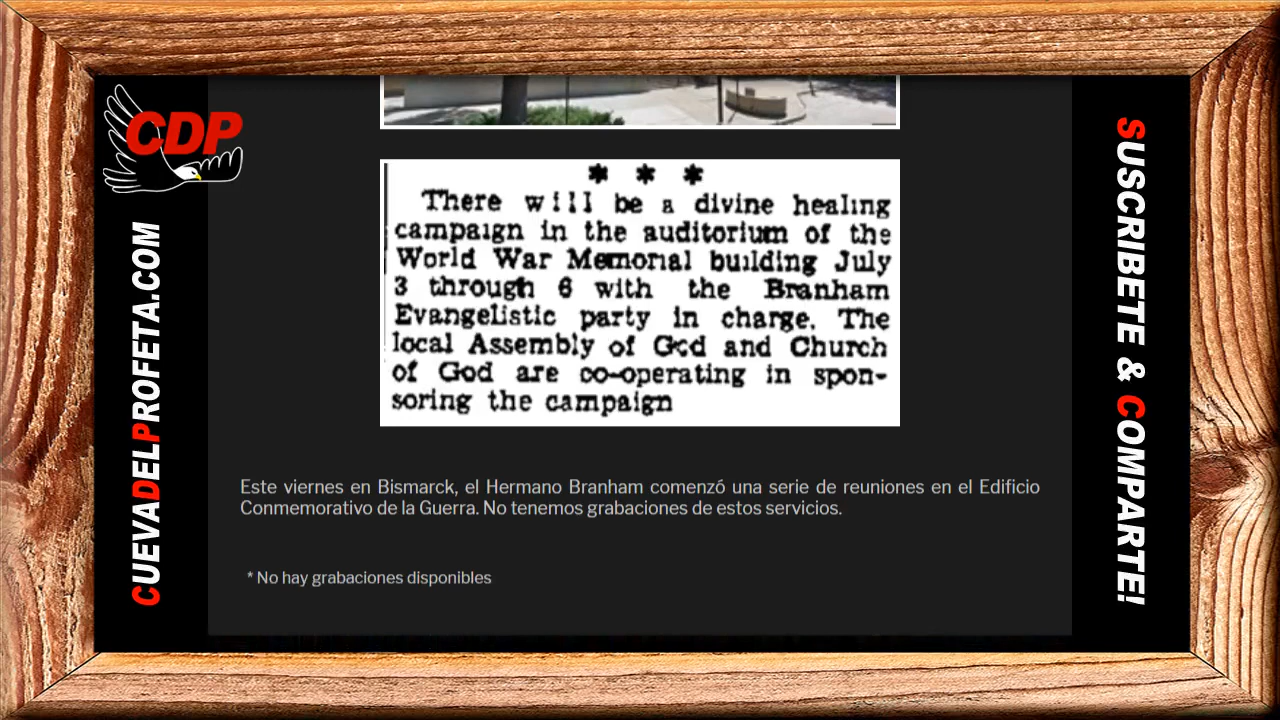 CDP
CUEVADELPROFETA.COM
* * *
There will be a divine healing
campaign in the auditorium of the
World War Memorial building July
3 through 6 with the Branham
Evangelistic party in charge. The
local Assembly of God and Church
of God are co-operating in spon-
soring the campaign
Este viernes en Bismarck, el Hermano Branham comenzó una serie de reuniones en el Edificio
Conmemorativo de la Guerra. No tenemos grabaciones de estos servicios.
* No hay grabaciones disponibles
SUSCRIBETE & COMPARTE!